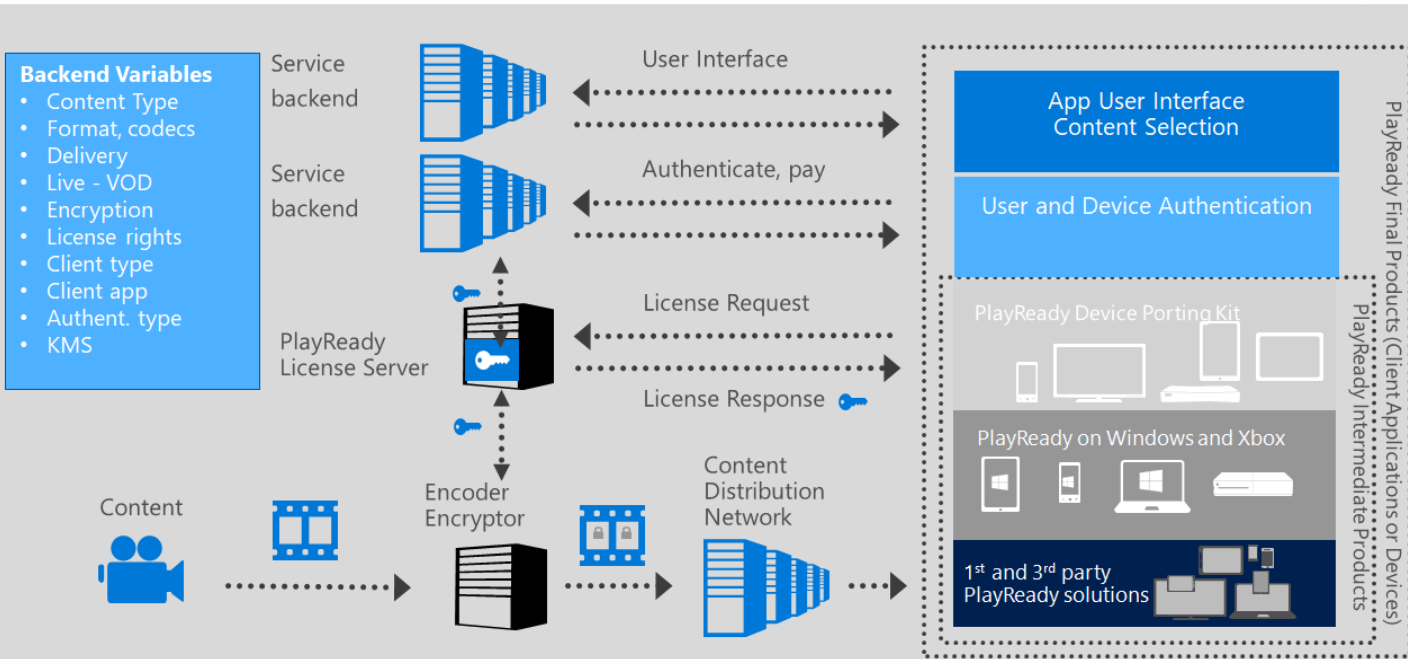 Backend Variables
• Content Type
• Format, codecs
• Delivery
• Live - VOD
• Encryption
• License rights
• Client type
• Client app
• Authent. type
• KMS
Service
backend
User Interface
Service
backend
Authenticate, pay
PlayReady
License Server
License Request
License Response
Content
Encoder
Encryptor
Content
Distribution
Network
App User Interface
Content Selection
User and Device Authentication
PlayReady Device Porting Kit
PlayReady on Windows and Xbox
1st and 3rd party
PlayReady solutions
PlayReady Intermediate Products
PlayReady Final Products (Client Applications or Devices)